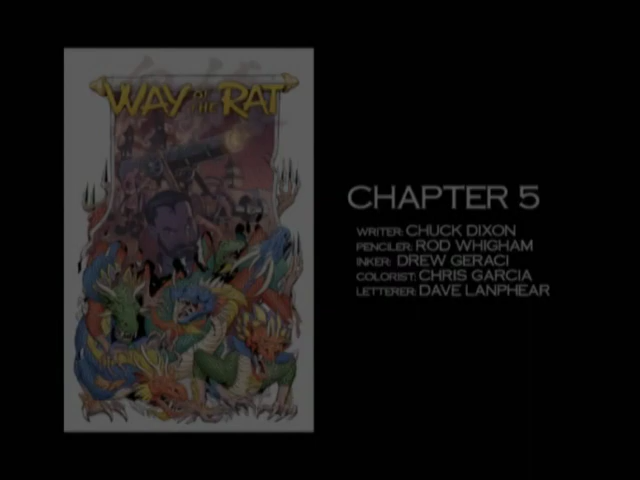 WAY OF THE RAT
CHAPTER 5
WRITER: CHUCK DIXON
PENCILER: ROD WHIGHAM
INKER: DREW GERACI
COLORIST: CHRIS GARCIA
LETTERER: DAVE LANPHEAR